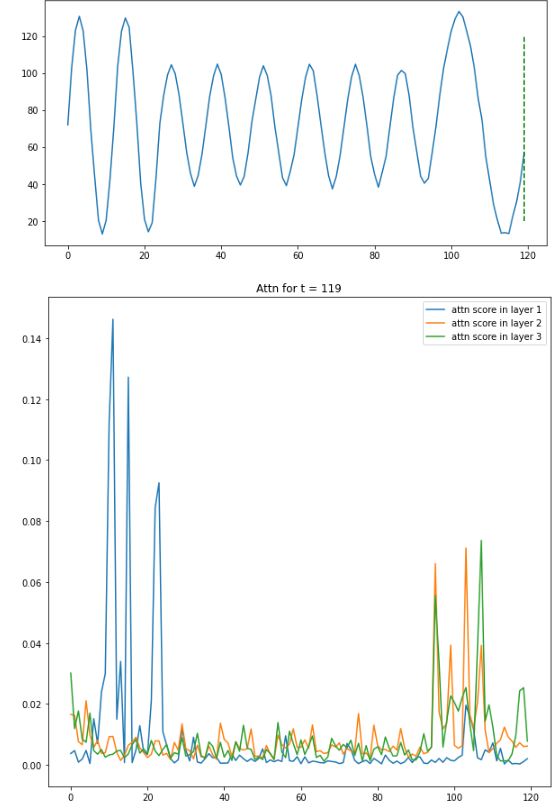 120
100
80
60
40
20
0 20 40 60 80 100 120
Attn for t = 119
attn score in layer 1
attn score in layer 2
attn score in layer 3
0.14
0.12
0.10
0.08
0.06
0.04
0.02
0.00
0 20 40 60 80 100 120